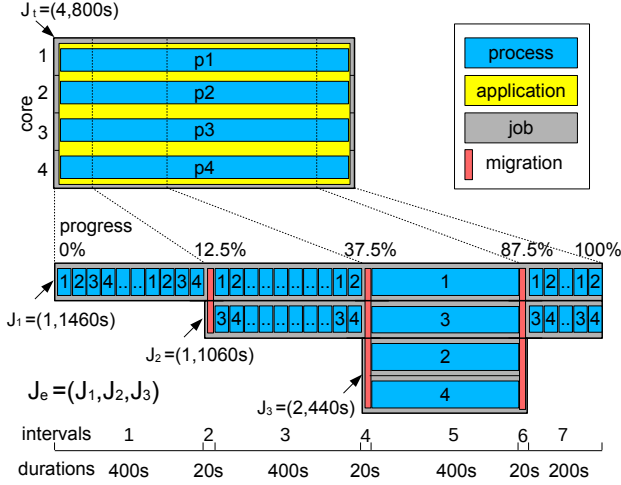 Jₜ=(4,800s)
core
1
2
3
4
p1
p2
p3
p4
process
application
job
migration
progress
0% 12.5% 37.5% 87.5% 100%
1 2 3 4 .. .. 1 2 3 4
1 2 .. .. .. .. .. .. 1 2
1
1 2 .. 1 2
3 4 .. .. .. .. .. .. 3 4
3
3 4 .. 3 4
2
4
J₁=(1,1460s)
J₂=(1,1060s)
J₃=(2,440s)
Jₑ=(J₁,J₂,J₃)
intervals 1 2 3 4 5 6 7
durations 400s 20s 400s 20s 400s 20s 200s